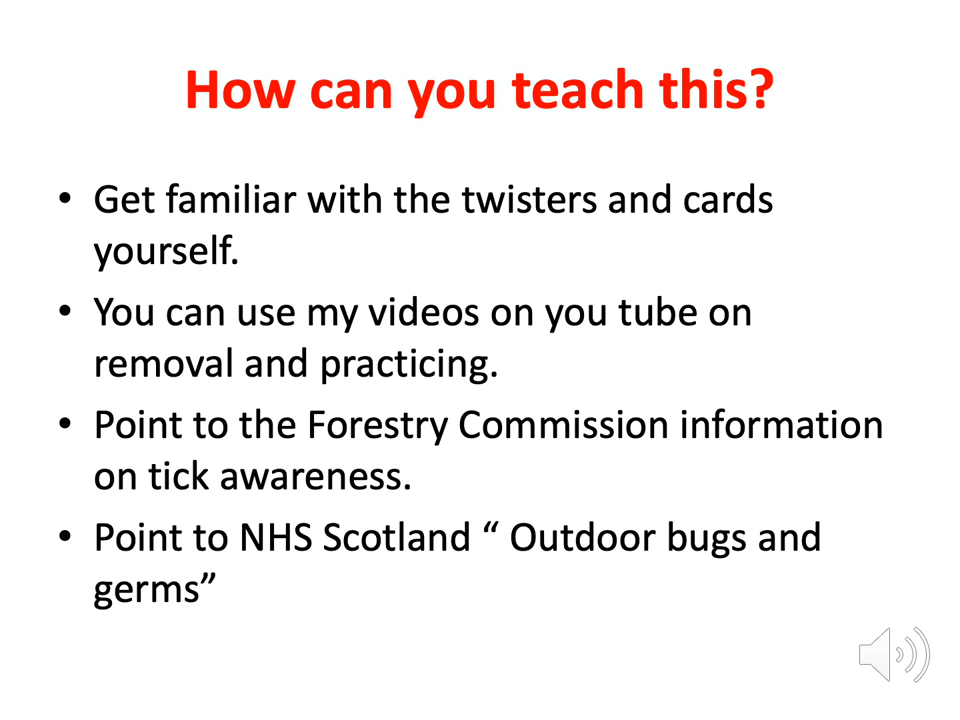 How can you teach this?
• Get familiar with the twisters and cards
yourself.
• You can use my videos on you tube on
removal and practicing.
• Point to the Forestry Commission information
on tick awareness.
• Point to NHS Scotland “ Outdoor bugs and
germs”